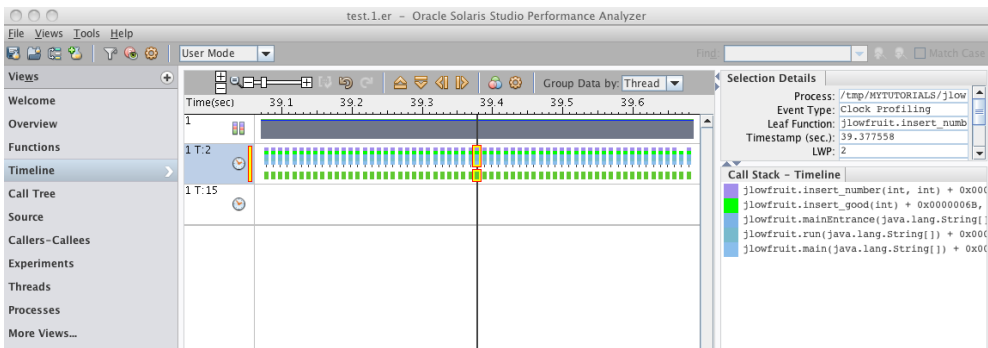 test.1.er – Oracle Solaris Studio Performance Analyzer
File Views Tools Help
User Mode
Find
Match Case
Views
Welcome
Overview
Functions
Timeline
Call Tree
Source
Callers-Callees
Experiments
Threads
Processes
More Views...
Group Data by: Thread
Time(sec) 39.1 39.2 39.3 39.4 39.5 39.6
1
1 T:2
1 T:15
Selection Details
Process: /tmp/MYTUTORIALS/jlow
Event Type: Clock Profiling
Leaf Function: jlowfruit.insert_numb
Timestamp (sec.): 39.377558
LWP: 2
Call Stack – Timeline
jlowfruit.insert_number(int, int) + 0x000
jlowfruit.insert_good(int) + 0x0000006B,
jlowfruit.mainEntrance(java.lang.String[
jlowfruit.run(java.lang.String[]) + 0x00
jlowfruit.main(java.lang.String[]) + 0x00